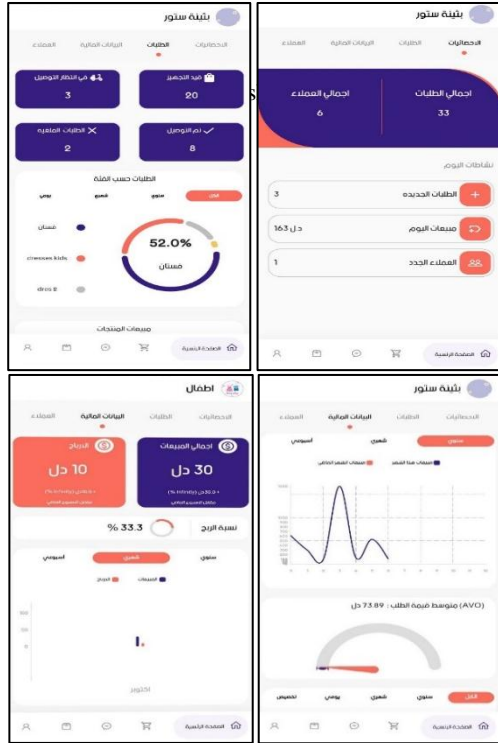 بثينة ستور
الاحصائيات الطلبات البيانات المالية العملاء
اجمالي الطلبات اجمالي العملاء
33 6
نشاطات اليوم
الطلبات الجديده 3
مبيعات اليوم 163 د.ل
العملاء الجدد 1
الصفحة الرئيسية
بثينة ستور
الاحصائيات الطلبات البيانات المالية العملاء
قيد التجهيز في انتظار التوصيل
20 3
تم التوصيل الطلبات الملغيه
8 2
s
الطلبات حسب الفئة
الكل سنوي شهري يومي
52.0%
فستان
فستان
dresses kids
مبيعات المنتجات
الصفحة الرئيسية
بثينة ستور
الاحصائيات الطلبات البيانات المالية العملاء
سنوي شهري أسبوعي
مبيعات هذا الشهر مبيعات الشهر الماضي
(AVO) متوسط قيمة الطلب : 73.89 دل
الكل سنوي شهري يومي تخصيص
الصفحة الرئيسية
اطفال
الاحصائيات الطلبات البيانات المالية العملاء
اجمالي المبيعات الارباح
30 دل 10 دل
نسبة الربح 33.3 %
سنوي شهري أسبوعي
المبيعات الارباح
اكتوبر
الصفحة الرئيسية